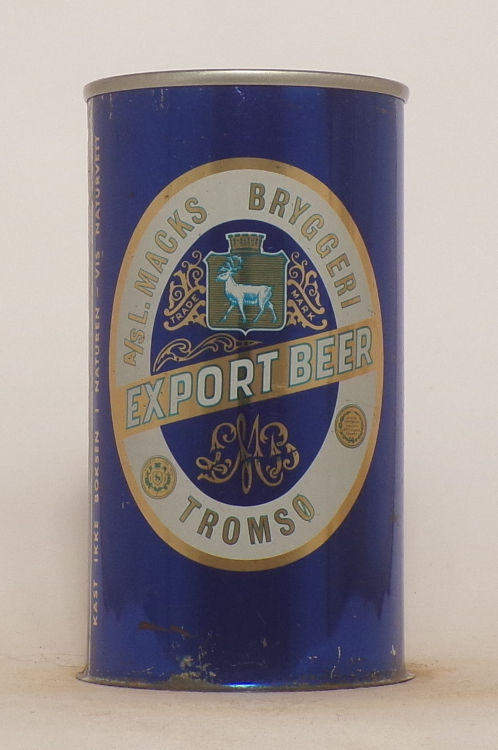 A/S L. MACKS BRYGGERI
TRADE MARK
EXPORT BEER
LMB
TROMSØ
KAST IKKE BOKSEN I NATUREN - VIS NATURVETT